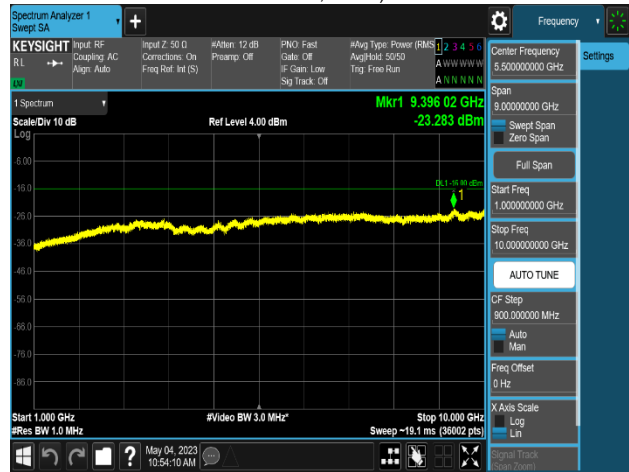 Spectrum Analyzer 1
Swept SA
Frequency
KEYSIGHT
RL
Input: RF
Coupling: AC
Align: Auto
Input Z: 50 Ω
Corrections: On
Freq Ref: Int (S)
#Atten: 12 dB
Preamp: Off
PNO: Fast
Gate: Off
IF Gain: Low
Sig Track: Off
#Avg Type: Power (RMS)
Avg|Hold: 50/50
Trig: Free Run
1 2 3 4 5 6
A W W W W W
A N N N N N
1 Spectrum
Scale/Div 10 dB
Log
Ref Level 4.00 dBm
Mkr1 9.396 02 GHz
-23.283 dBm
DL1 -16.00 dBm
1
-6.00
-16.0
-26.0
-36.0
-46.0
-56.0
-66.0
-76.0
-86.0
Start 1.000 GHz
#Res BW 1.0 MHz
#Video BW 3.0 MHz*
Stop 10.000 GHz
Sweep ~19.1 ms (36002 pts)
May 04, 2023
10:54:10 AM
?
Center Frequency
5.500000000 GHz
Settings
Span
9.00000000 GHz
Swept Span
Zero Span
Full Span
Start Freq
1.000000000 GHz
Stop Freq
10.000000000 GHz
AUTO TUNE
CF Step
900.000000 MHz
Auto
Man
Freq Offset
0 Hz
X Axis Scale
Log
Lin
Signal Track
(Span Zoom)